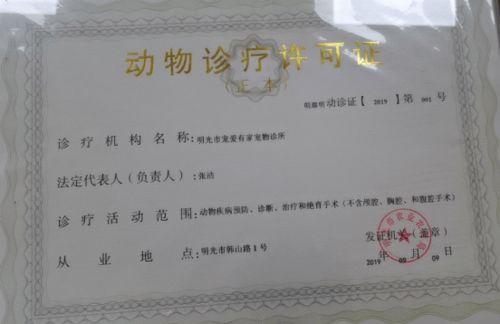 动物诊疗许可证
（正本）
动诊证【 2019 】第 001 号
诊疗机构名称：明光市宠爱有家宠物诊所
法定代表人（负责人）：张洁
诊疗活动范围：动物疾病预防、诊断、治疗和绝育手术（不含颅腔、胸腔、和腹腔手术）
从业地点：明光市韩山路1号
发证机关（盖章）
2019 年 09 月 09 日